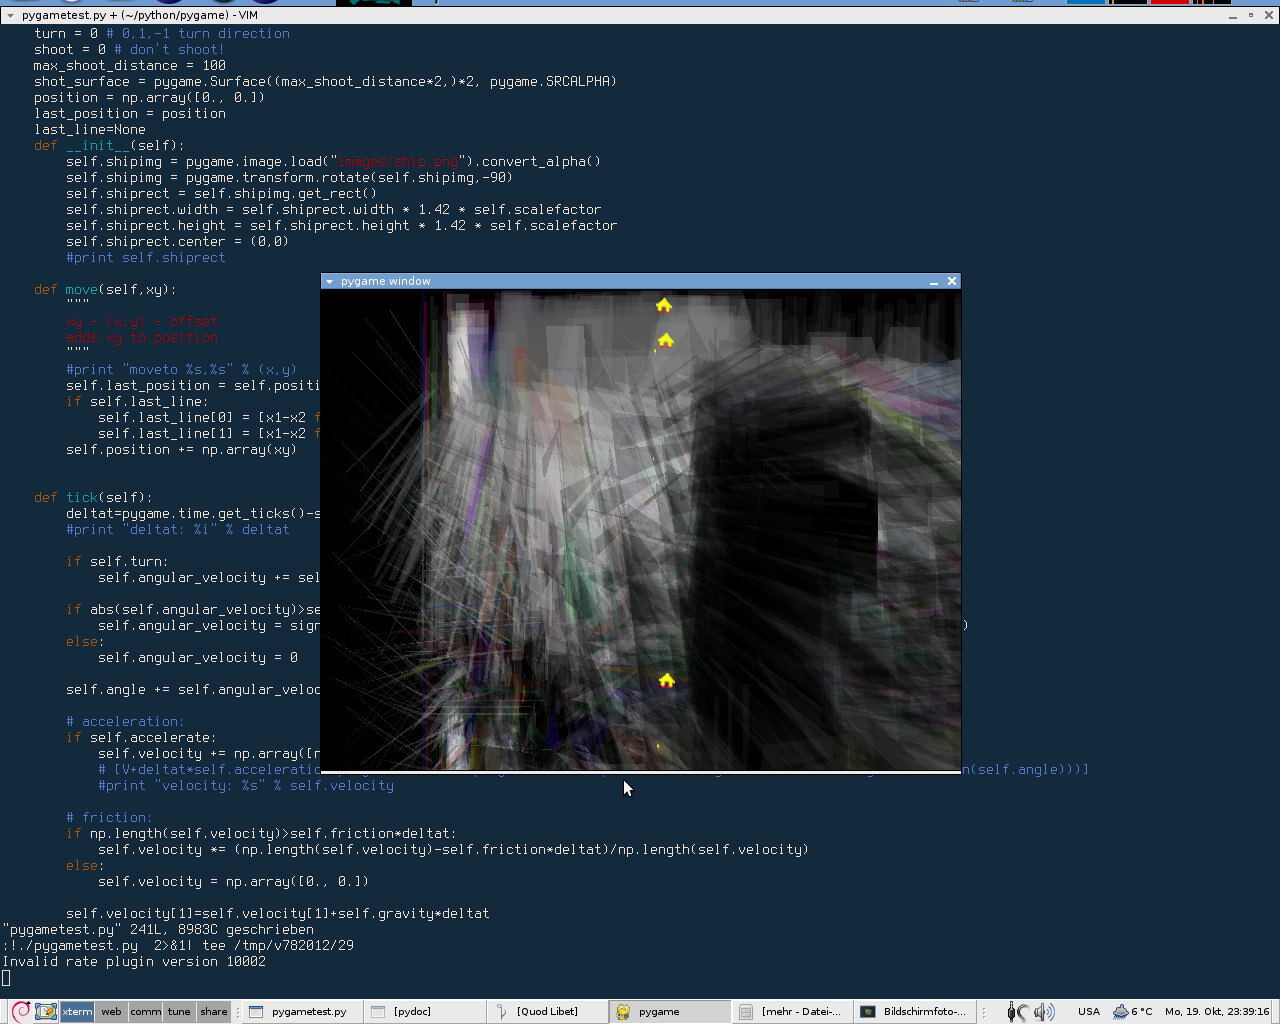 pygametest.py + (~/python/pygame) - VIM
    turn = 0 # 0,1,-1 turn direction
    shoot = 0 # don't shoot!
    max_shoot_distance = 100
    shot_surface = pygame.Surface((max_shoot_distance*2,)*2, pygame.SRCALPHA)
    position = np.array([0., 0.])
    last_position = position
    last_line=None
    def __init__(self):
        self.shipimg = pygame.image.load("images/ship.png").convert_alpha()
        self.shipimg = pygame.transform.rotate(self.shipimg,-90)
        self.shiprect = self.shipimg.get_rect()
        self.shiprect.width = self.shiprect.width * 1.42 * self.scalefactor
        self.shiprect.height = self.shiprect.height * 1.42 * self.scalefactor
        self.shiprect.center = (0,0)
        #print self.shiprect
pygame window
    def move(self,xy):
        """
        xy - (x,y) - offset
        adds xy to position
        """
        #print "moveto %s,%s" % (x,y)
        self.last_position = self.positi
        if self.last_line:
            self.last_line[0] = [x1-x2 f
            self.last_line[1] = [x1-x2 f
        self.position += np.array(xy)
    def tick(self):
        deltat=pygame.time.get_ticks()-s
        #print "deltat: %i" % deltat
        if self.turn:
            self.angular_velocity += sel
        if abs(self.angular_velocity)>se
            self.angular_velocity = sign )
        else:
            self.angular_velocity = 0
        self.angle += self.angular_veloc
        # acceleration:
        if self.accelerate:
            self.velocity += np.array([
            # [V+deltat*self.acceleratio n(self.angle)))]
            #print "velocity: %s" % self.velocity
        # friction:
        if np.length(self.velocity)>self.friction*deltat:
            self.velocity *= (np.length(self.velocity)-self.friction*deltat)/np.length(self.velocity)
        else:
            self.velocity = np.array([0., 0.])
        self.velocity[1]=self.velocity[1]+self.gravity*deltat
"pygametest.py" 241L, 8983C geschrieben
:!./pygametest.py  2>&1| tee /tmp/v782012/29
Invalid rate plugin version 10002
xterm web comm tune share pygametest.py [pydoc] [Quod Libet] pygame [mehr - Datei-... Bildschirmfoto-... USA 6 °C Mo, 19. Okt, 23:39:16